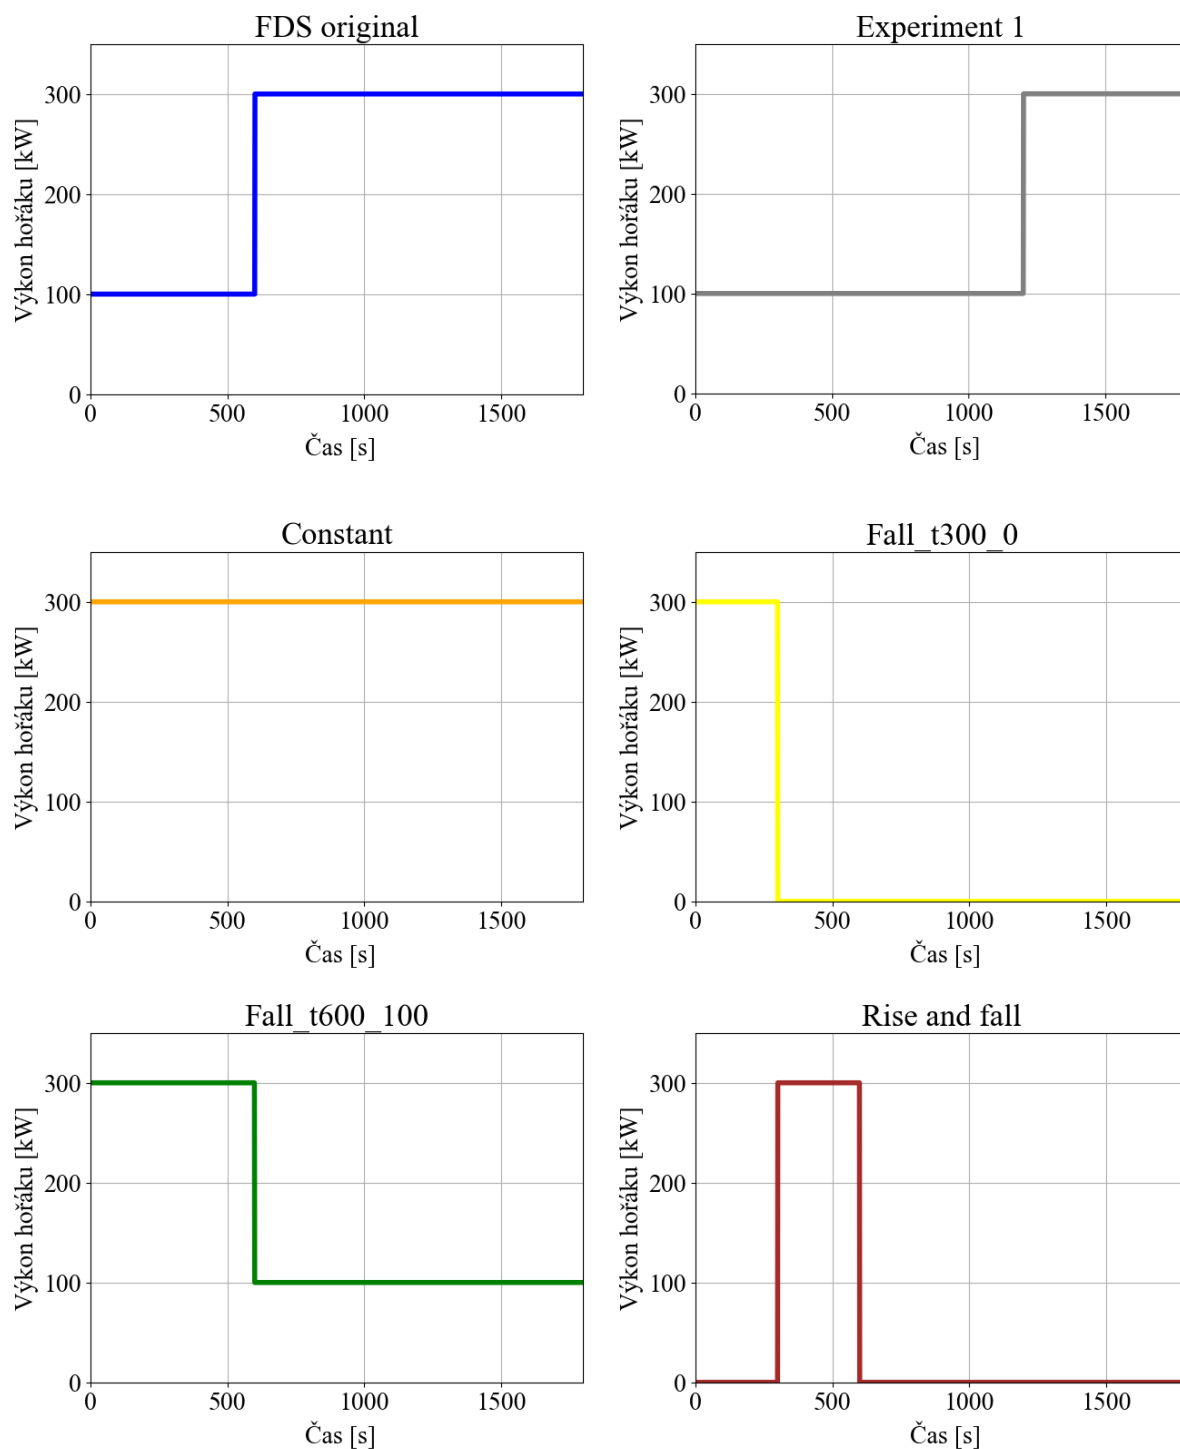 FDS original
Výkon hořáku [kW]
300
200
100
0
0 500 1000 1500
Čas [s]
Experiment 1
Výkon hořáku [kW]
300
200
100
0
0 500 1000 1500
Čas [s]
Constant
Výkon hořáku [kW]
300
200
100
0
0 500 1000 1500
Čas [s]
Fall_t300_0
Výkon hořáku [kW]
300
200
100
0
0 500 1000 1500
Čas [s]
Fall_t600_100
Výkon hořáku [kW]
300
200
100
0
0 500 1000 1500
Čas [s]
Rise and fall
Výkon hořáku [kW]
300
200
100
0
0 500 1000 1500
Čas [s]